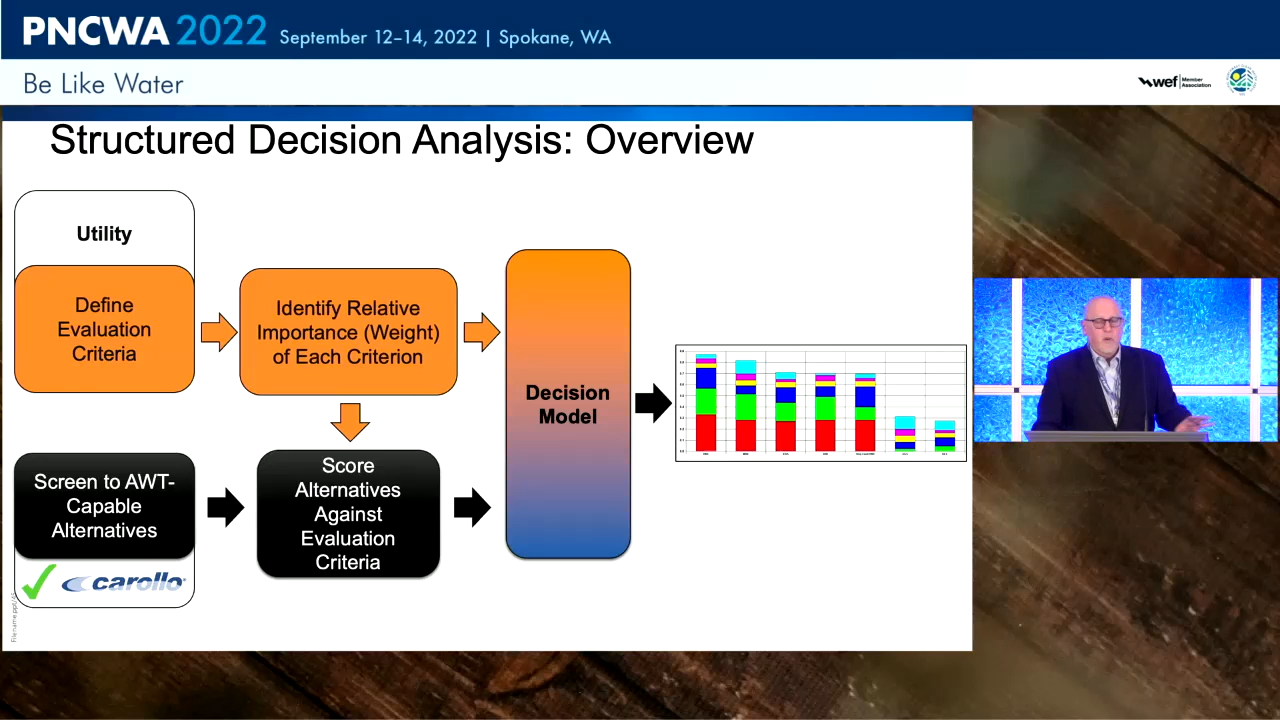 PNCWA 2022 September 12–14, 2022 | Spokane, WA
Be Like Water
wef Member
Association
Structured Decision Analysis: Overview
Utility
Define
Evaluation
Criteria
Identify Relative
Importance (Weight)
of Each Criterion
Decision
Model
Screen to AWT-
Capable
Alternatives
Score
Alternatives
Against
Evaluation
Criteria
carollo